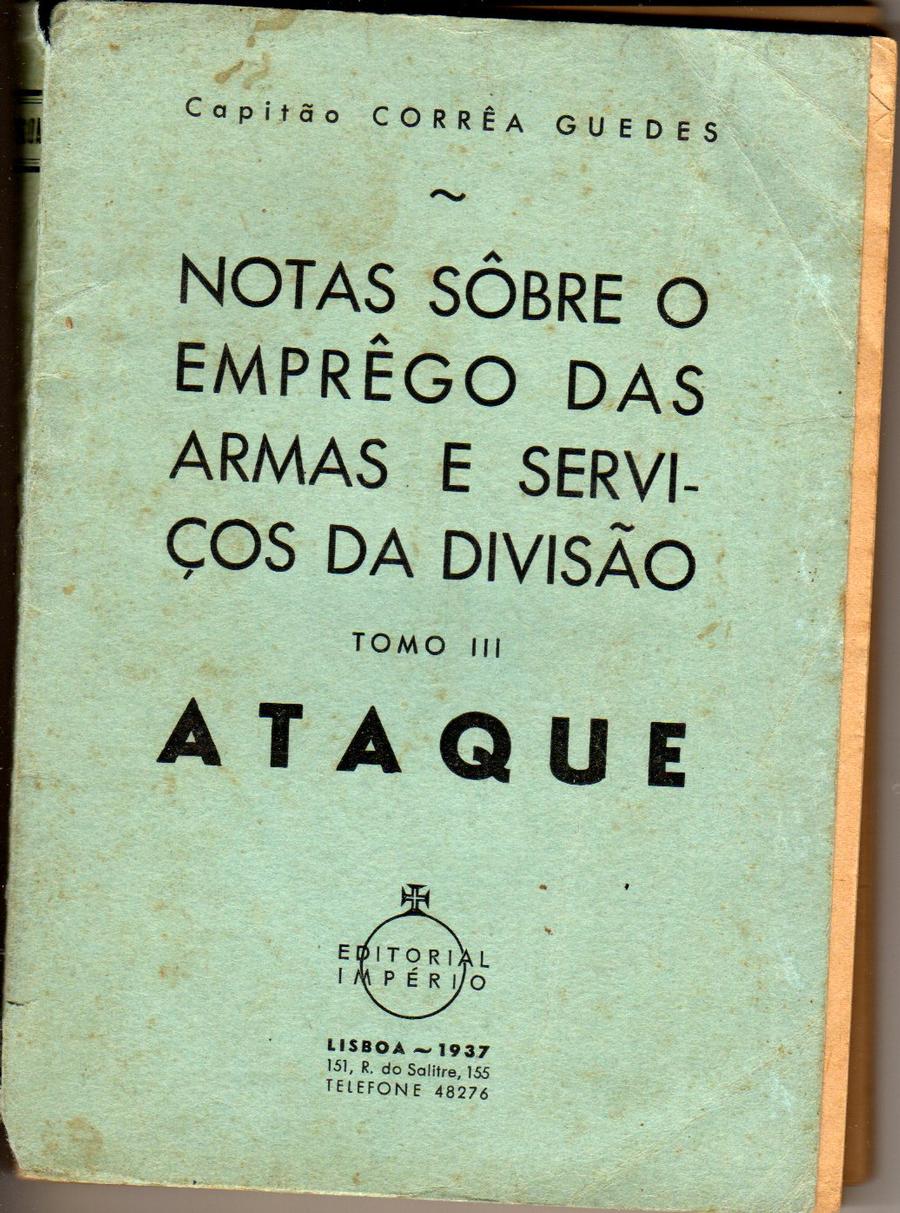 Capitão CORRÊA GUEDES
~
NOTAS SÔBRE O
EMPRÊGO DAS
ARMAS E SERVI-
ÇOS DA DIVISÃO
TOMO III
ATAQUE
EDITORIAL
IMPÉRIO
LISBOA ~ 1937
151, R. do Salitre, 155
TELEFONE 48276